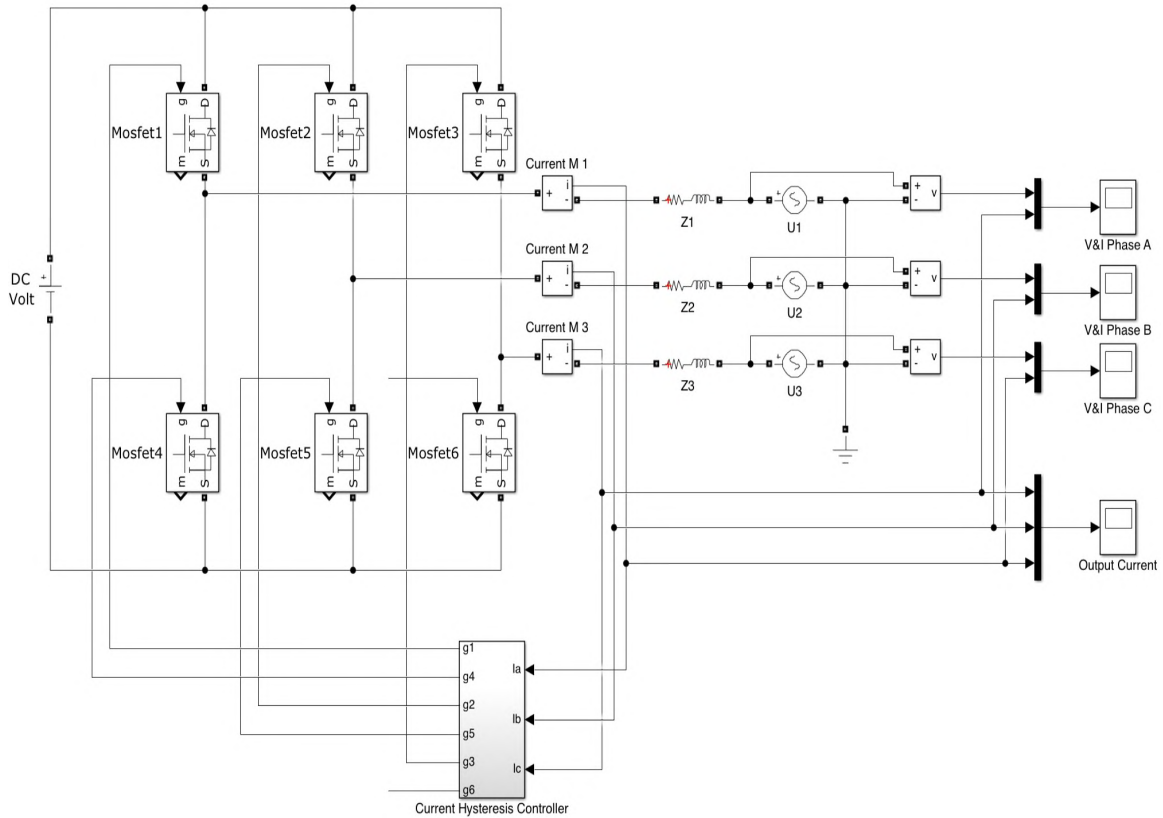 g
D
m
S
Mosfet1
g
D
m
S
Mosfet2
g
D
m
S
Mosfet3
DC
Volt
+
Current M 1
+
i
-
Z1
+
U1
+
-
v
V&I Phase A
Current M 2
+
i
-
Z2
+
U2
+
-
v
V&I Phase B
Current M 3
+
i
-
Z3
+
U3
+
-
v
V&I Phase C
g
D
m
S
Mosfet4
g
D
m
S
Mosfet5
g
D
m
S
Mosfet6
Output Current
g1
g4
g2
g5
g3
g6
Ia
Ib
Ic
Current Hysteresis Controller